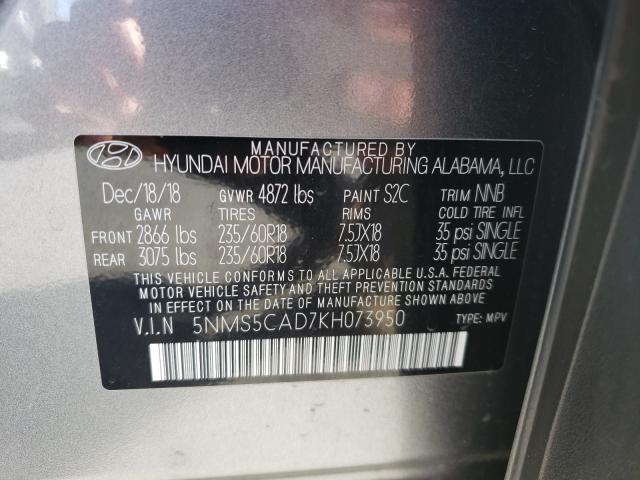 MANUFACTURED BY
HYUNDAI MOTOR MANUFACTURING ALABAMA, LLC
Dec/18/18 GVWR 4872 lbs PAINT S2C TRIM NNB
GAWR TIRES RIMS COLD TIRE INFL
FRONT 2866 lbs 235/60R18 7.5JX18 35 psi SINGLE
REAR 3075 lbs 235/60R18 7.5JX18 35 psi SINGLE
THIS VEHICLE CONFORMS TO ALL APPLICABLE U.S.A. FEDERAL
MOTOR VEHICLE SAFETY AND THEFT PREVENTION STANDARDS
IN EFFECT ON THE DATE OF MANUFACTURE SHOWN ABOVE.
V.I.N 5NMS5CAD7KH073950 TYPE: MPV